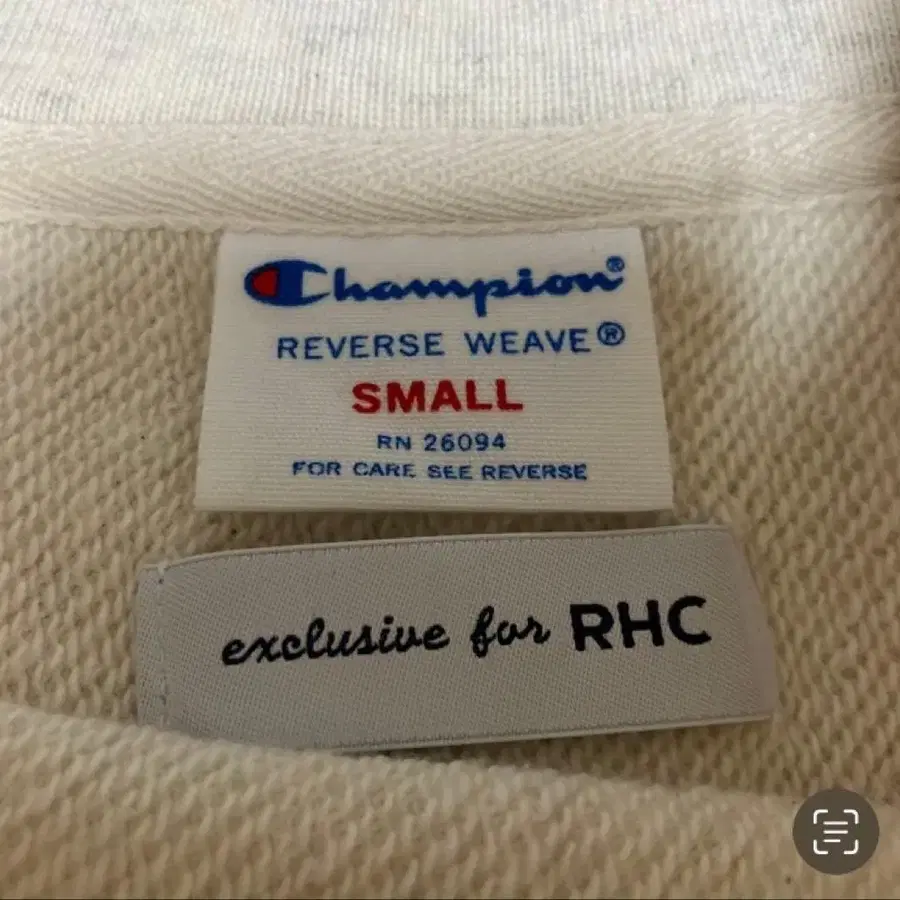 Champion®
REVERSE WEAVE®
SMALL
RN 26094
FOR CARE SEE REVERSE
exclusive for RHC